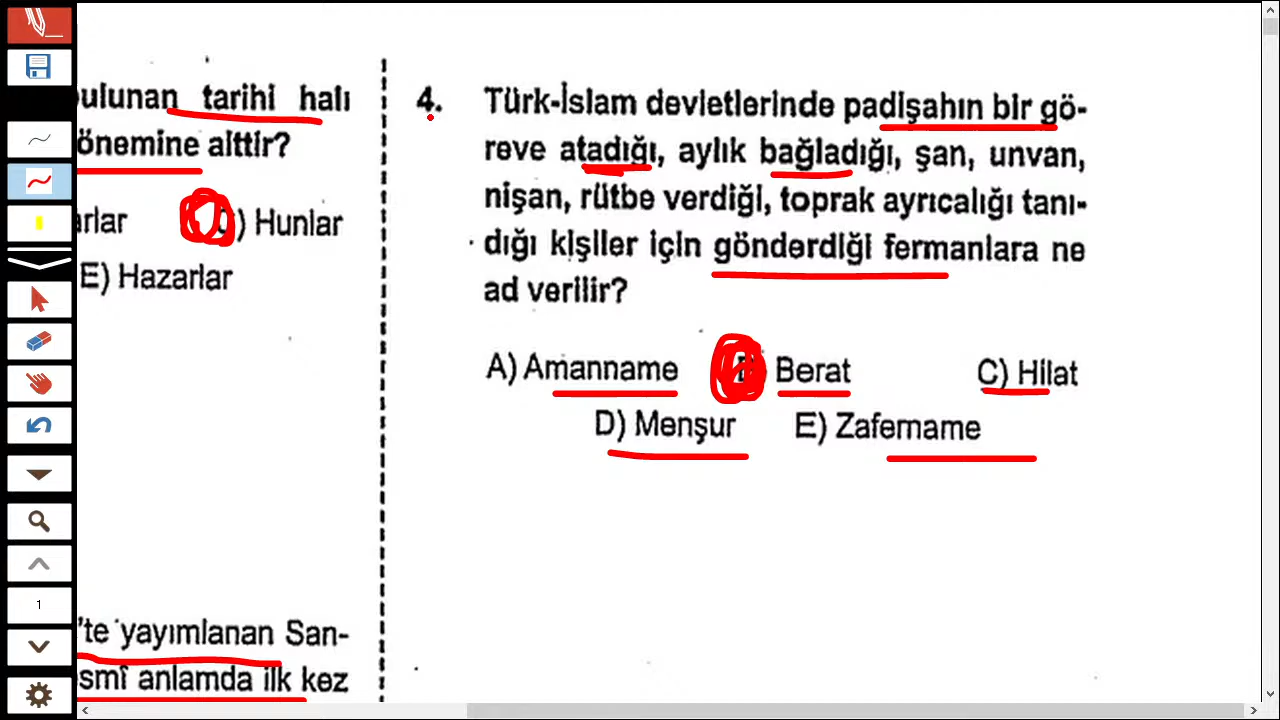 bulunan tarihi halı
önemine aittir?
arlar
C) Hunlar
E) Hazarlar
'te yayımlanan San-
smî anlamda ilk kez
4. Türk-İslam devletlerinde padişahın bir gö-
reve atadığı, aylık bağladığı, şan, unvan,
nişan, rütbe verdiği, toprak ayrıcalığı tanı-
dığı kişiler için gönderdiği fermanlara ne
ad verilir?
A) Amanname
Berat
C) Hilat
D) Menşur
E) Zafername
1